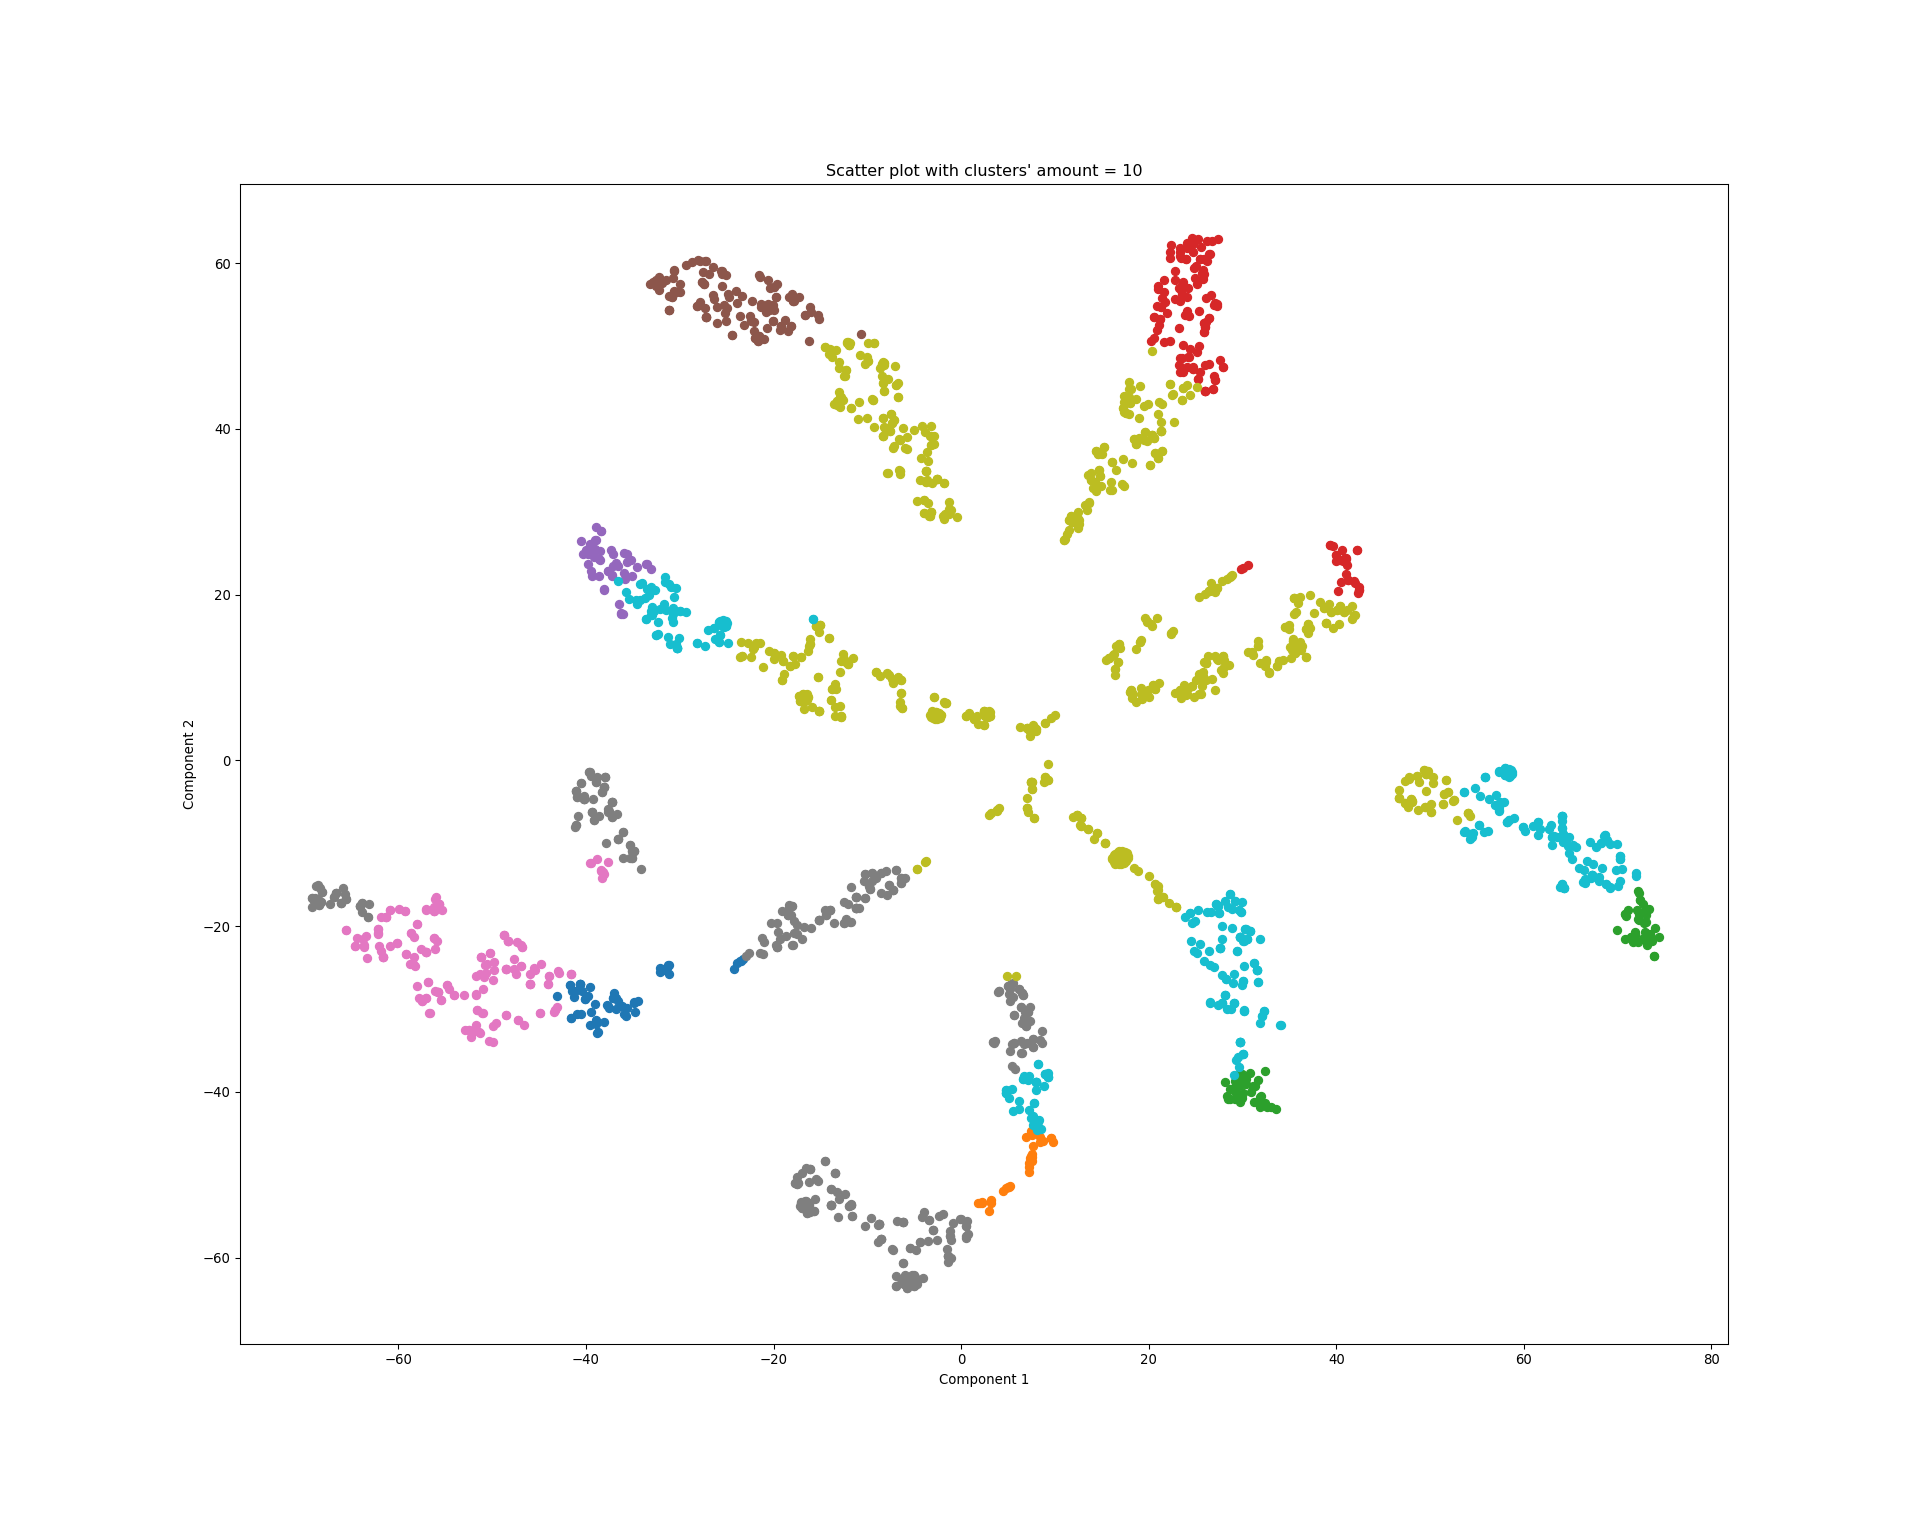 Scatter plot with clusters' amount = 10
60
40
20
0
−20
−40
−60
Component 2
−60 −40 −20 0 20 40 60 80
Component 1